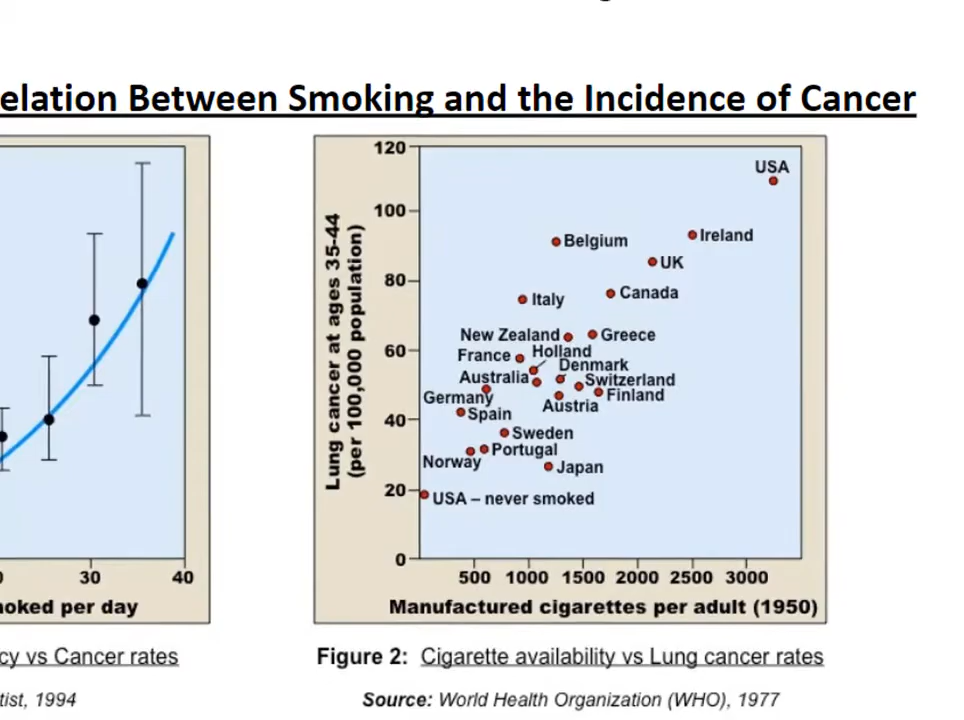 elation Between Smoking and the Incidence of Cancer
30 40
noked per day
cy vs Cancer rates
tist, 1994
Lung cancer at ages 35-44
(per 100,000 population)
120
100
80
60
40
20
0
USA
Ireland
Belgium
UK
Canada
Italy
New Zealand
Greece
Holland
France
Denmark
Australia
Switzerland
Finland
Germany
Austria
Spain
Sweden
Portugal
Norway
Japan
USA – never smoked
500 1000 1500 2000 2500 3000
Manufactured cigarettes per adult (1950)
Figure 2: Cigarette availability vs Lung cancer rates
Source: World Health Organization (WHO), 1977